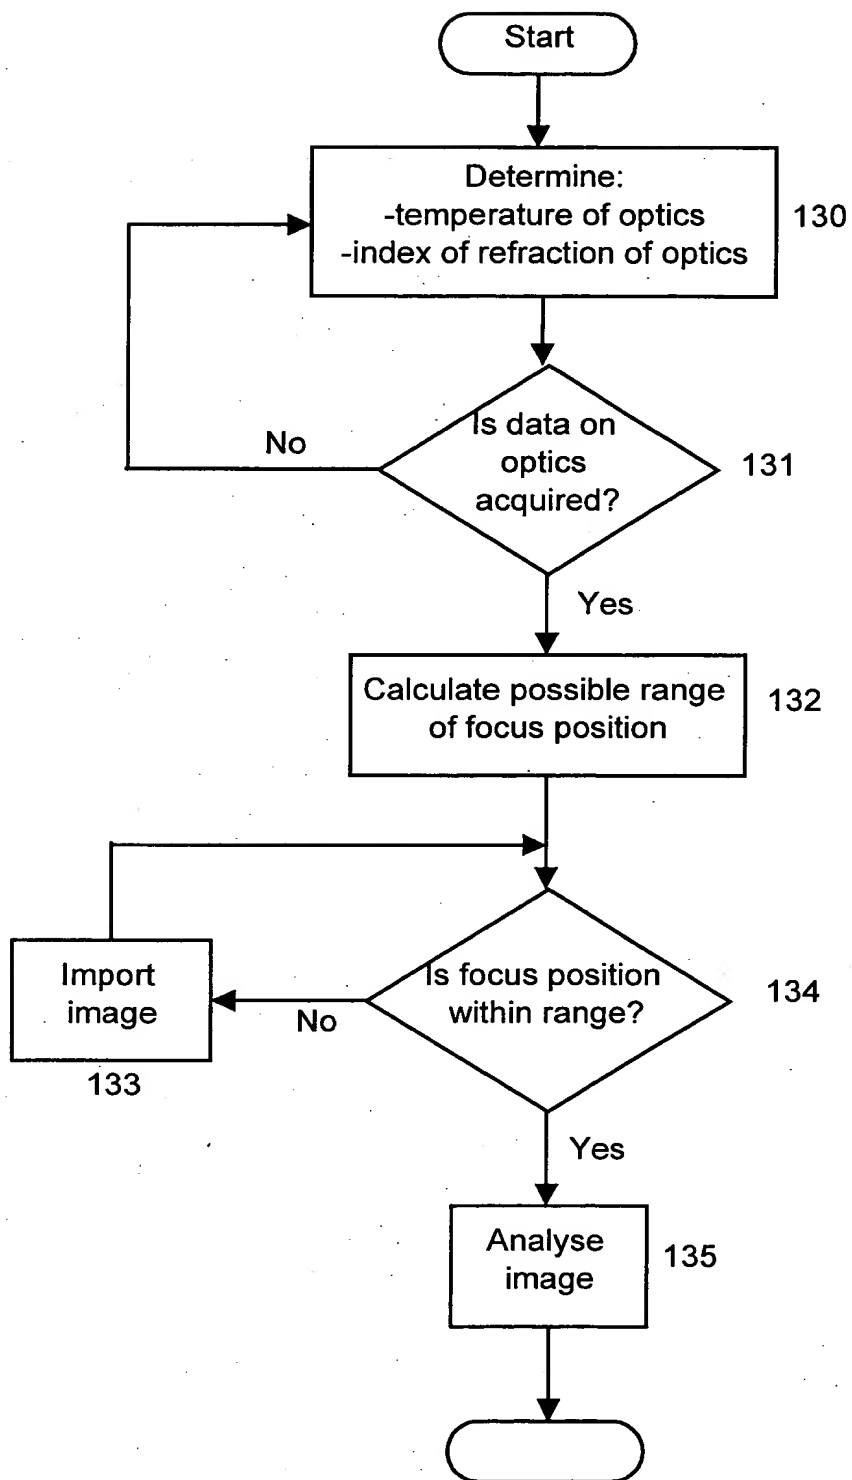 Start
Determine:
-temperature of optics
-index of refraction of optics
130
Is data on
optics
acquired?
131
No
Yes
Calculate possible range
of focus position
132
Is focus position
within range?
134
No
Import
image
133
Yes
Analyse
image
135